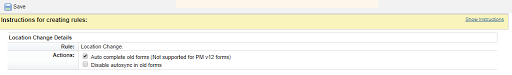 Save
Instructions for creating rules:
Show Instructions
Location Change Details
Rule: Location Change.
Actions: Auto complete old forms (Not supported for PM v12 forms)
Disable autosync in old forms